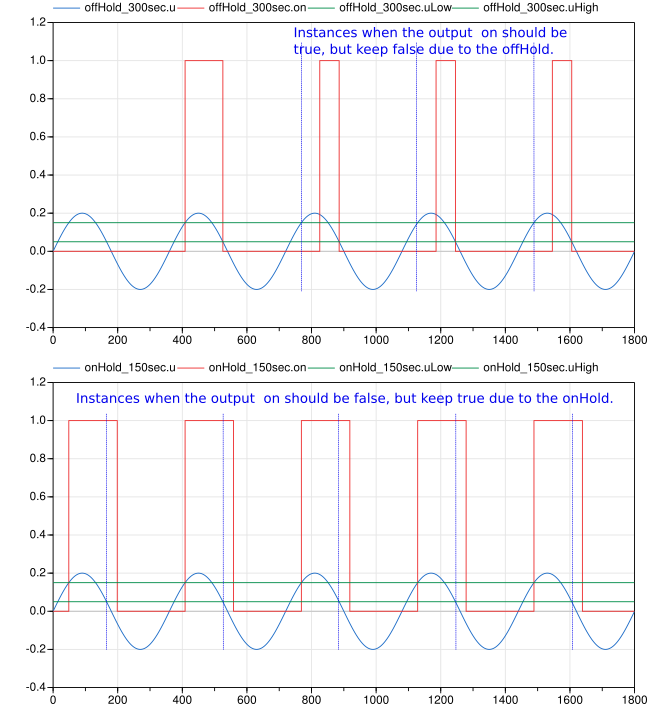 offHold_300sec.u offHold_300sec.on offHold_300sec.uLow offHold_300sec.uHigh
1.2
Instances when the output on should be
true, but keep false due to the offHold.
1.0
0.8
0.6
0.4
0.2
0.0
-0.2
-0.4
0 200 400 600 800 1000 1200 1400 1600 1800
onHold_150sec.u onHold_150sec.on onHold_150sec.uLow onHold_150sec.uHigh
1.2
Instances when the output on should be false, but keep true due to the onHold.
1.0
0.8
0.6
0.4
0.2
0.0
-0.2
-0.4
0 200 400 600 800 1000 1200 1400 1600 1800